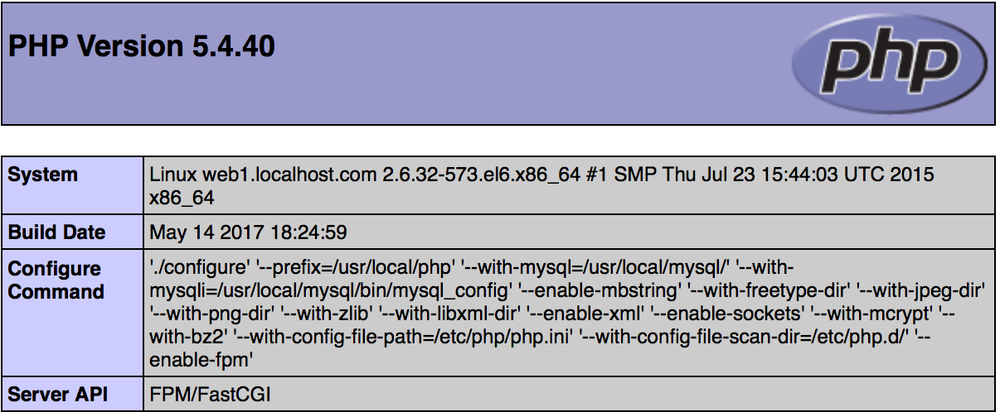 PHP Version 5.4.40
php
System
Linux web1.localhost.com 2.6.32-573.el6.x86_64 #1 SMP Thu Jul 23 15:44:03 UTC 2015
x86_64
Build Date
May 14 2017 18:24:59
Configure
Command
'./configure' '--prefix=/usr/local/php' '--with-mysql=/usr/local/mysql/' '--with-
mysqli=/usr/local/mysql/bin/mysql_config' '--enable-mbstring' '--with-freetype-dir' '--with-jpeg-dir'
'--with-png-dir' '--with-zlib' '--with-libxml-dir' '--enable-xml' '--enable-sockets' '--with-mcrypt' '--
with-bz2' '--with-config-file-path=/etc/php/php.ini' '--with-config-file-scan-dir=/etc/php.d/' '--
enable-fpm'
Server API
FPM/FastCGI